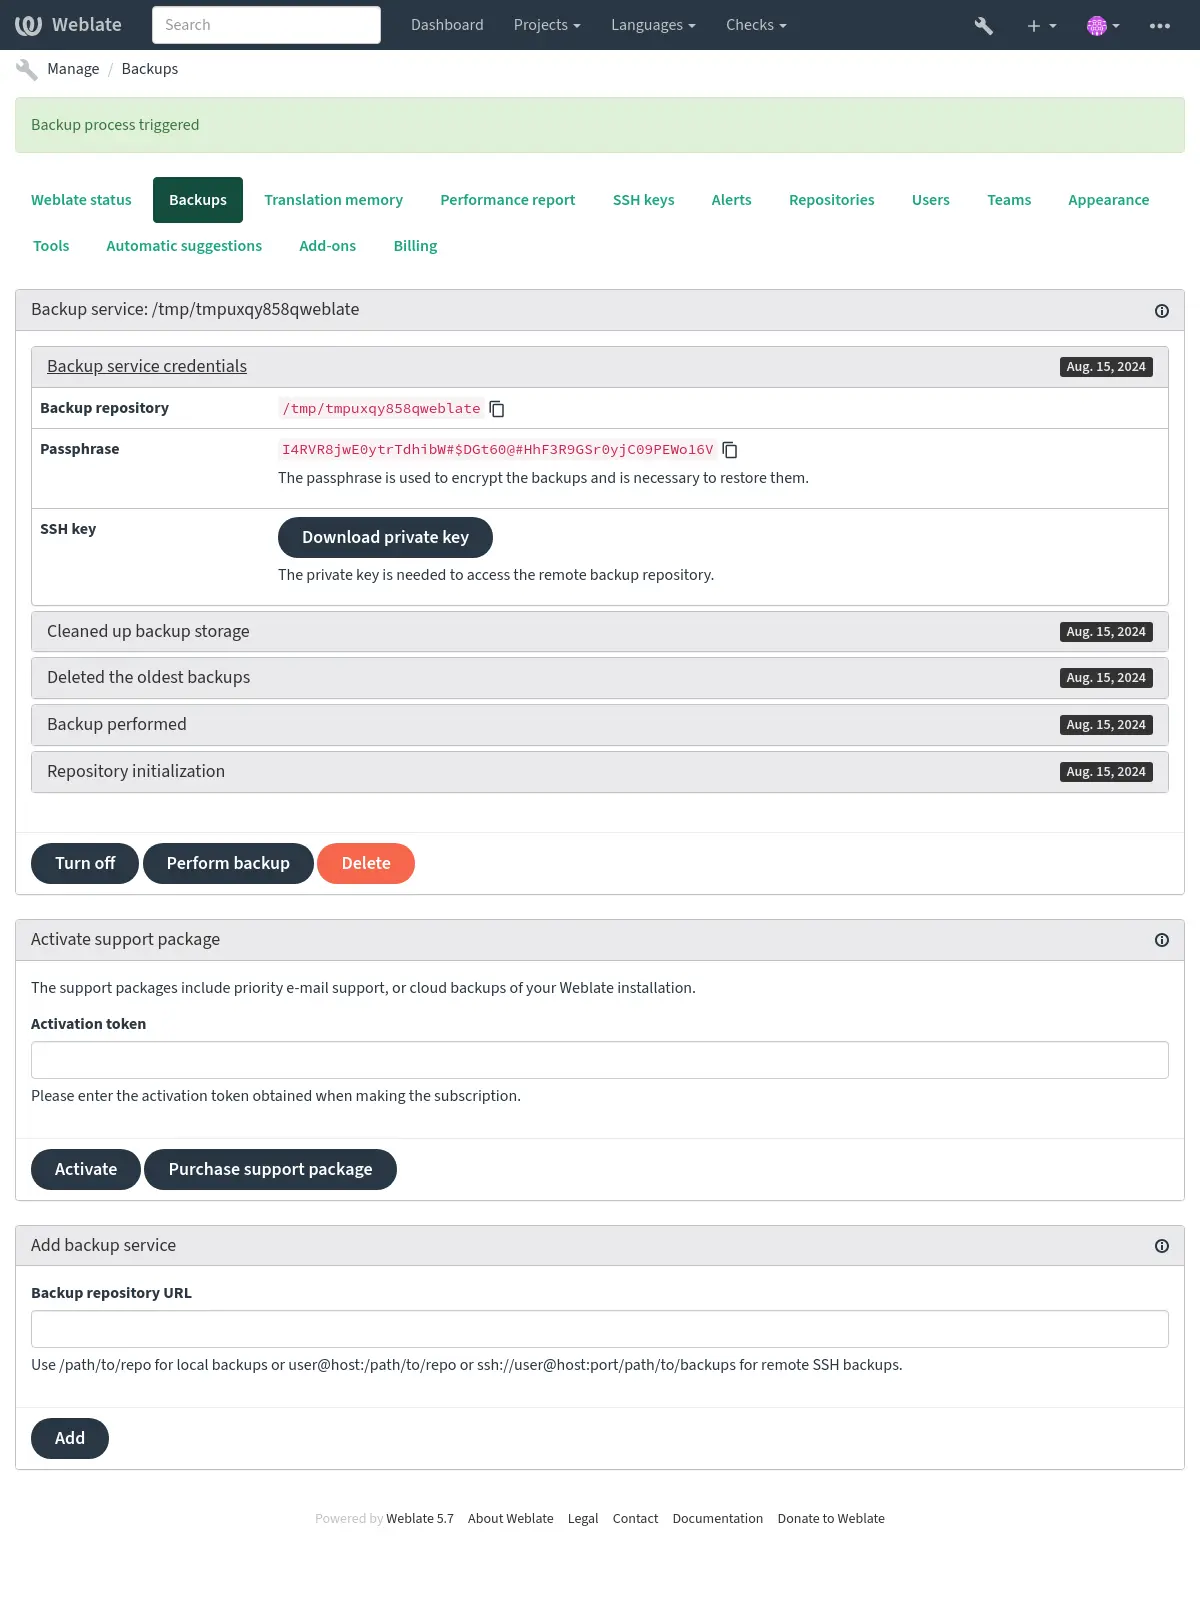 Weblate Search Dashboard Projects Languages Checks
Manage / Backups
Backup process triggered
Weblate status Backups Translation memory Performance report SSH keys Alerts Repositories Users Teams Appearance
Tools Automatic suggestions Add-ons Billing
Backup service: /tmp/tmpuxqy858qweblate
Backup service credentials Aug. 15, 2024
Backup repository /tmp/tmpuxqy858qweblate
Passphrase I4RVR8jwE0ytrTdhibW#$DGt60@#HhF3R9GSr0yjC09PEWo16V
The passphrase is used to encrypt the backups and is necessary to restore them.
SSH key Download private key
The private key is needed to access the remote backup repository.
Cleaned up backup storage Aug. 15, 2024
Deleted the oldest backups Aug. 15, 2024
Backup performed Aug. 15, 2024
Repository initialization Aug. 15, 2024
Turn off Perform backup Delete
Activate support package
The support packages include priority e-mail support, or cloud backups of your Weblate installation.
Activation token
Please enter the activation token obtained when making the subscription.
Activate Purchase support package
Add backup service
Backup repository URL
Use /path/to/repo for local backups or user@host:/path/to/repo or ssh://user@host:port/path/to/backups for remote SSH backups.
Add
Powered by Weblate 5.7 About Weblate Legal Contact Documentation Donate to Weblate